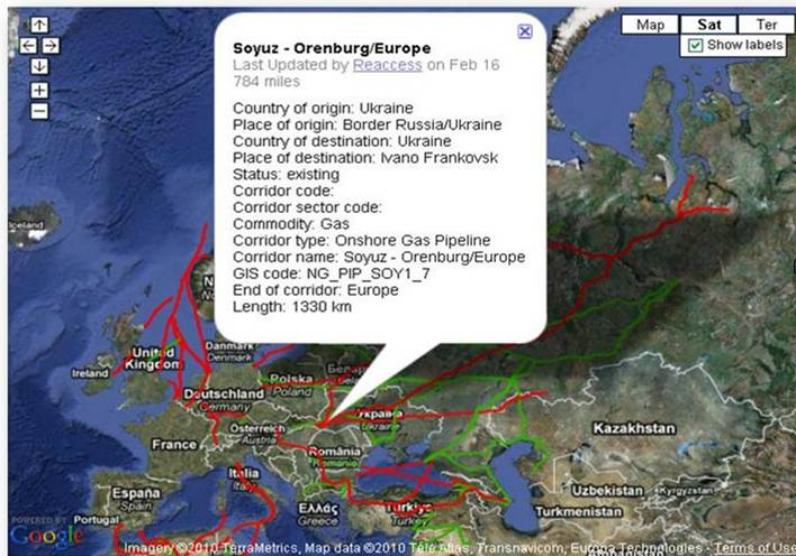 Map Sat Ter
Show labels
Soyuz - Orenburg/Europe
Last Updated by Reaccess on Feb 16
784 miles
Country of origin: Ukraine
Place of origin: Border Russia/Ukraine
Country of destination: Ukraine
Place of destination: Ivano Frankovsk
Status: existing
Corridor code:
Corridor sector code:
Commodity: Gas
Corridor type: Onshore Gas Pipeline
Corridor name: Soyuz - Orenburg/Europe
GIS code: NG_PIP_SOY1_7
End of corridor: Europe
Length: 1330 km
Iceland
Danmark
Denmark
United
Kingdom
Ireland
Polska
Poland
Deutschland
Germany
Україна
Ukraine
Österreich
Austria
France
România
Romania
Kazakhstan
Italia
Italy
España
Spain
Portugal
Ελλάς
Greece
Türkiye
Turkey
Uzbekistan
Kyrgyzstan
Turkmenistan
POWERED BY
Google
Imagery ©2010 TerraMetrics, Map data ©2010 Tele Atlas, Transnavicom, Europa Technologies - Terms of Use